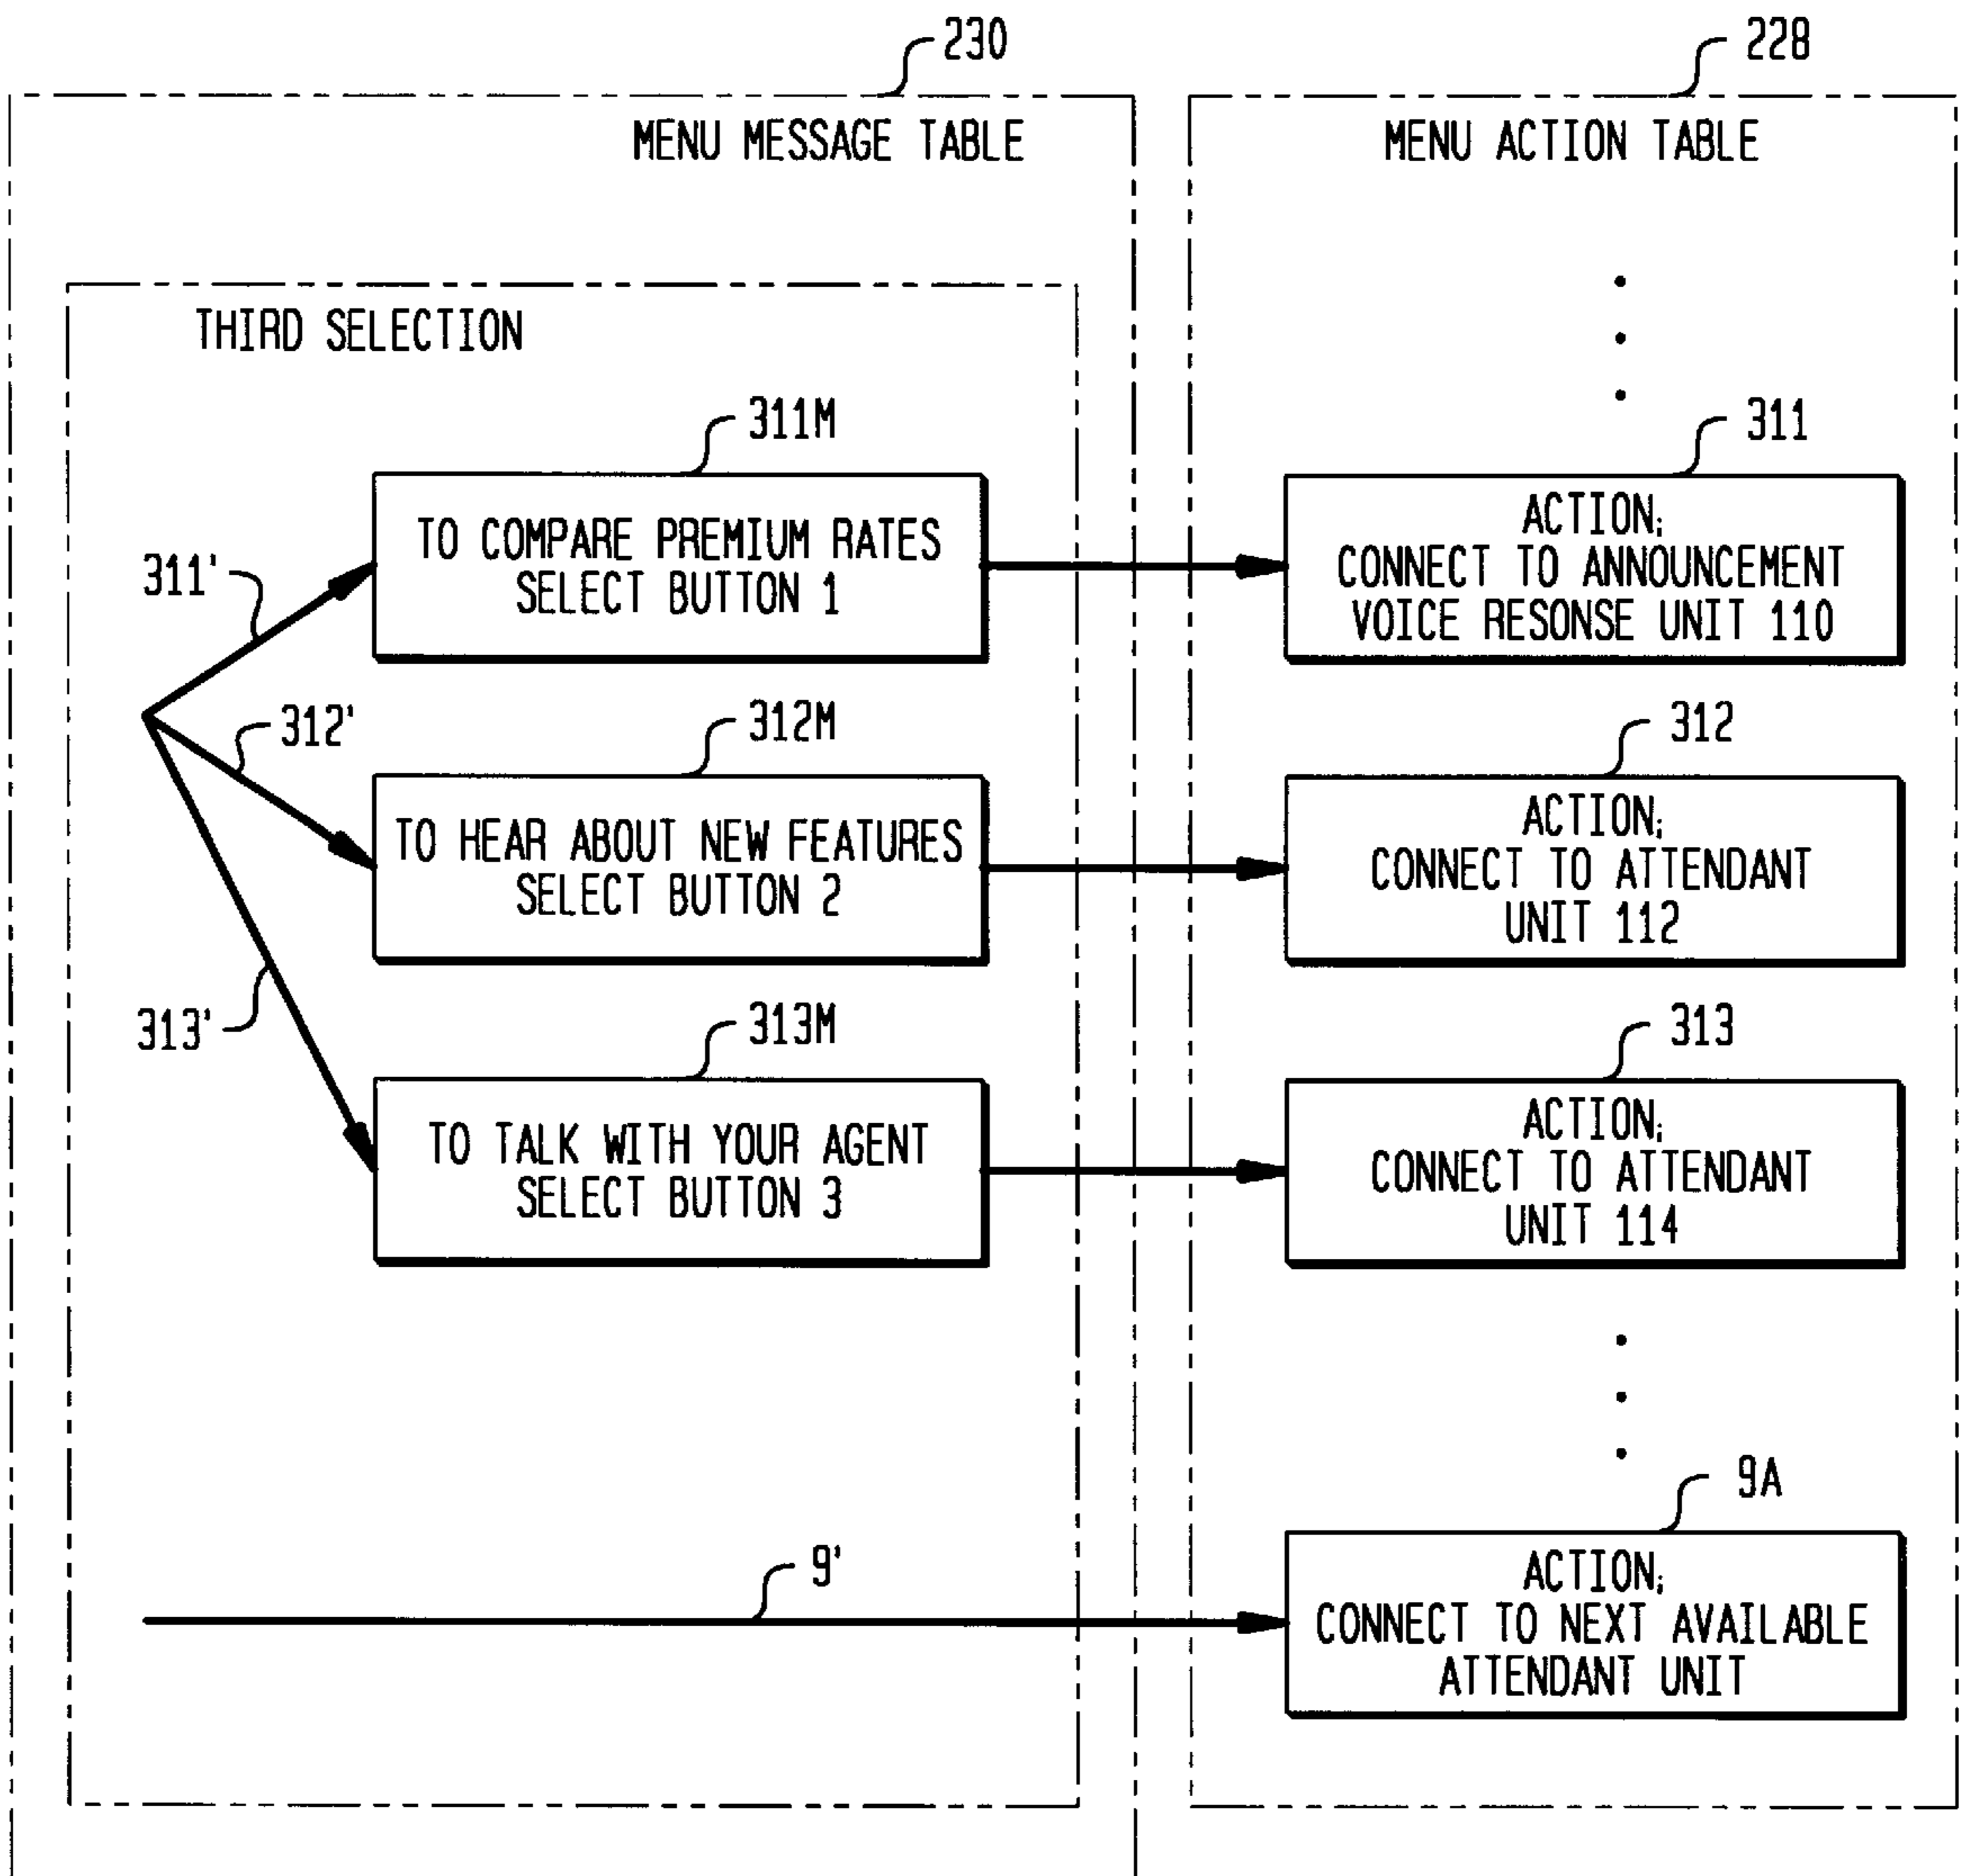 230
228
MENU MESSAGE TABLE
MENU ACTION TABLE
THIRD SELECTION
311M
311
TO COMPARE PREMIUM RATES
SELECT BUTTON 1
ACTION;
CONNECT TO ANNOUNCEMENT
VOICE RESONSE UNIT 110
311'
312'
312M
312
TO HEAR ABOUT NEW FEATURES
SELECT BUTTON 2
ACTION;
CONNECT TO ATTENDANT
UNIT 112
313'
313M
313
TO TALK WITH YOUR AGENT
SELECT BUTTON 3
ACTION;
CONNECT TO ATTENDANT
UNIT 114
9'
9A
ACTION;
CONNECT TO NEXT AVAILABLE
ATTENDANT UNIT